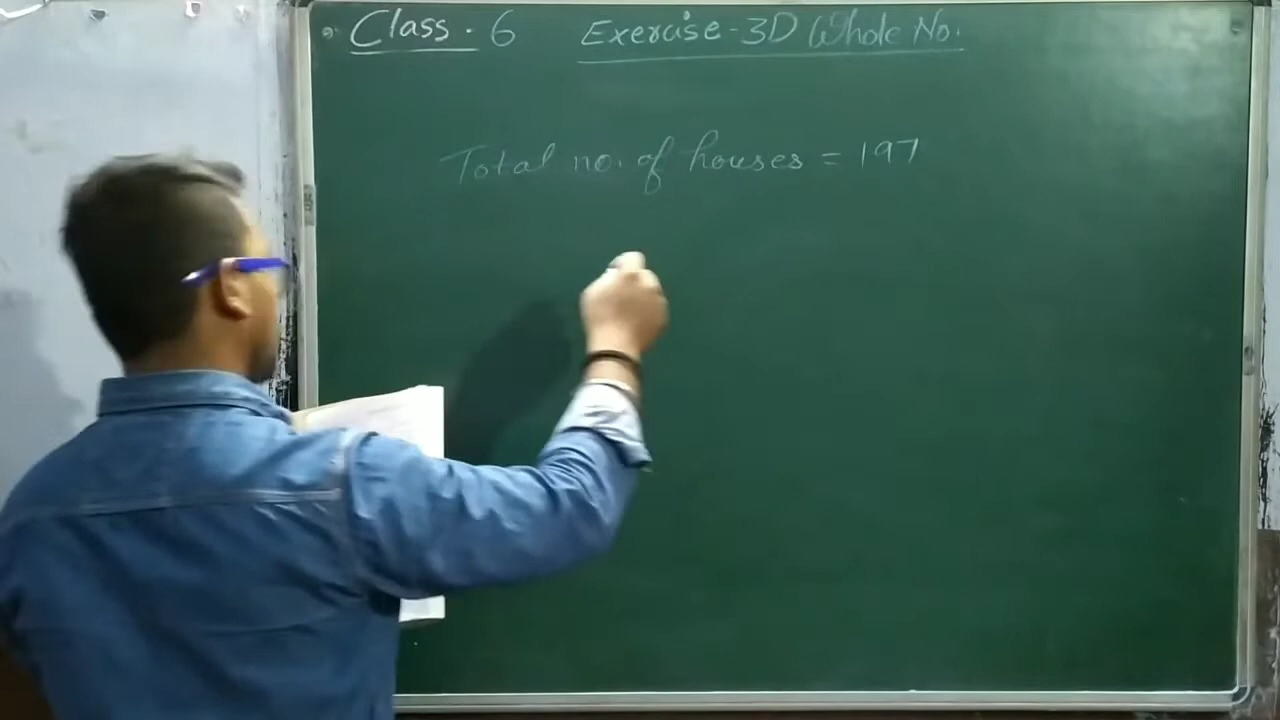 Class. 6 Exercise-3D Whole No.
Total no. of houses = 197